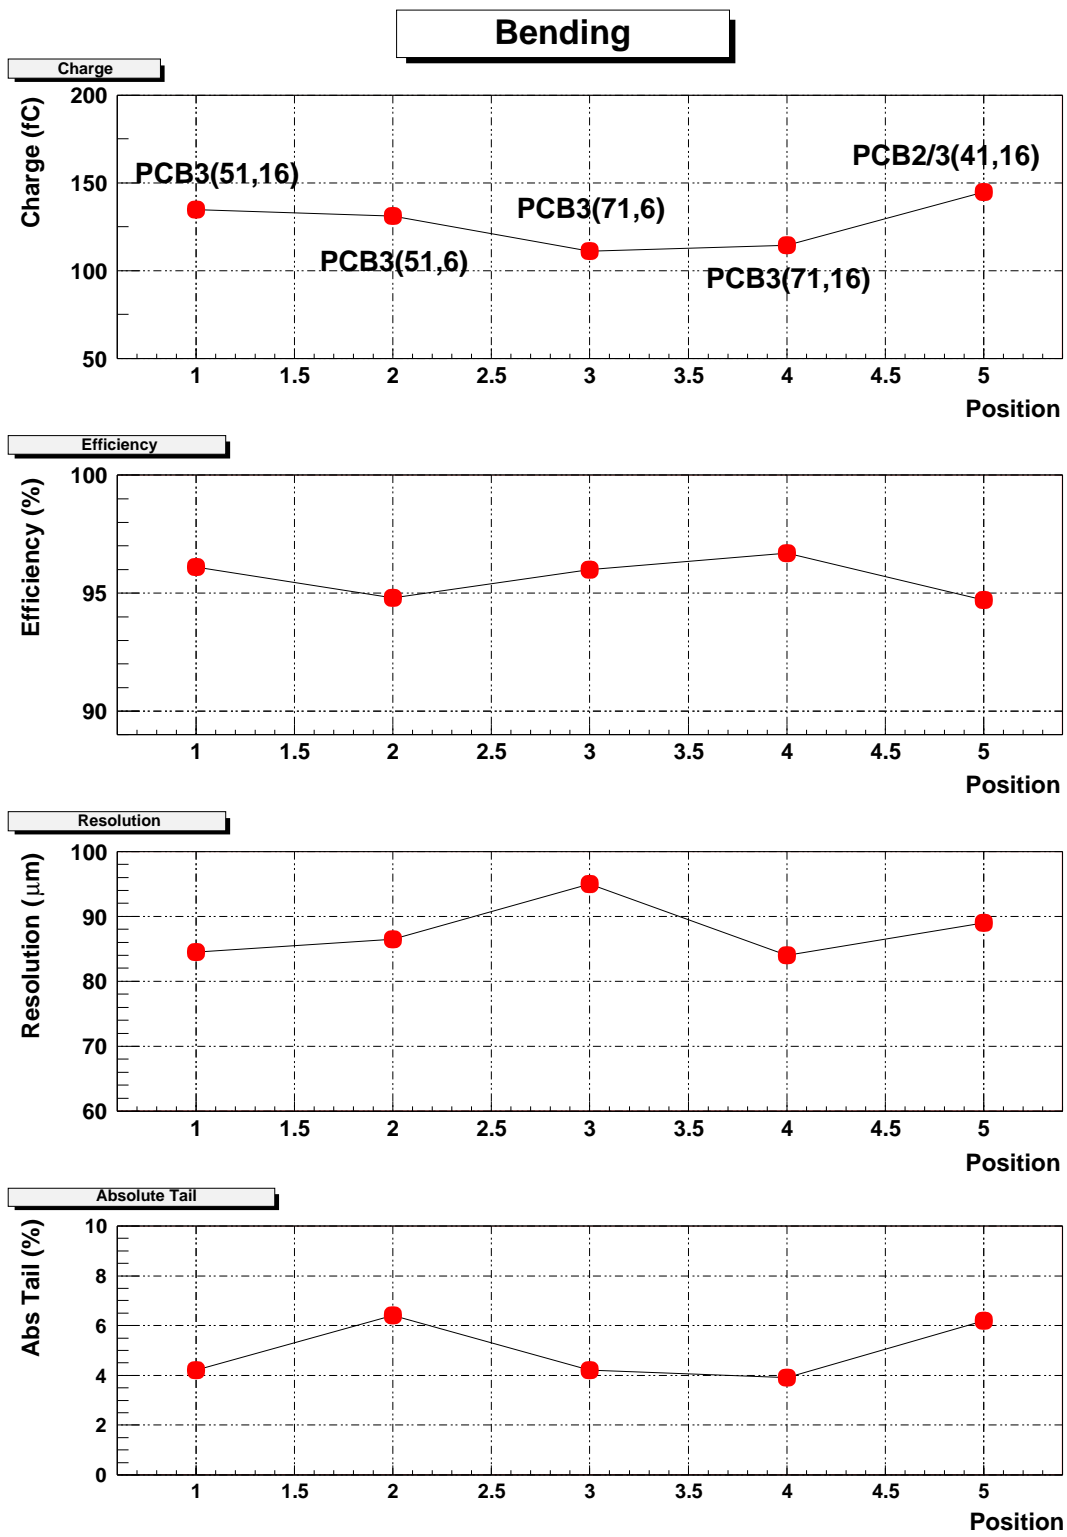 Bending
Charge
Charge (fC)
200
150
100
50
PCB3(51,16)
PCB3(51,6)
PCB3(71,6)
PCB3(71,16)
PCB2/3(41,16)
1 1.5 2 2.5 3 3.5 4 4.5 5
Position
Efficiency
Efficiency (%)
100
95
90
1 1.5 2 2.5 3 3.5 4 4.5 5
Position
Resolution
Resolution (μm)
100
90
80
70
60
1 1.5 2 2.5 3 3.5 4 4.5 5
Position
Absolute Tail
Abs Tail (%)
10
8
6
4
2
0
1 1.5 2 2.5 3 3.5 4 4.5 5
Position